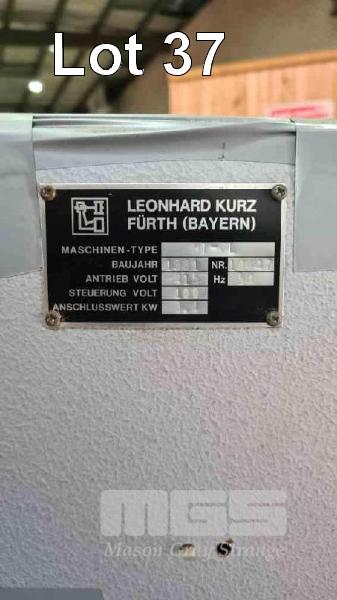 Lot 37
LEONHARD KURZ
FÜRTH (BAYERN)
MASCHINEN-TYPE
BAUJAHR NR.
ANTRIEB VOLT Hz
STEUERUNG VOLT
ANSCHLUSSWERT KW
MGS
Mason Gray Strange